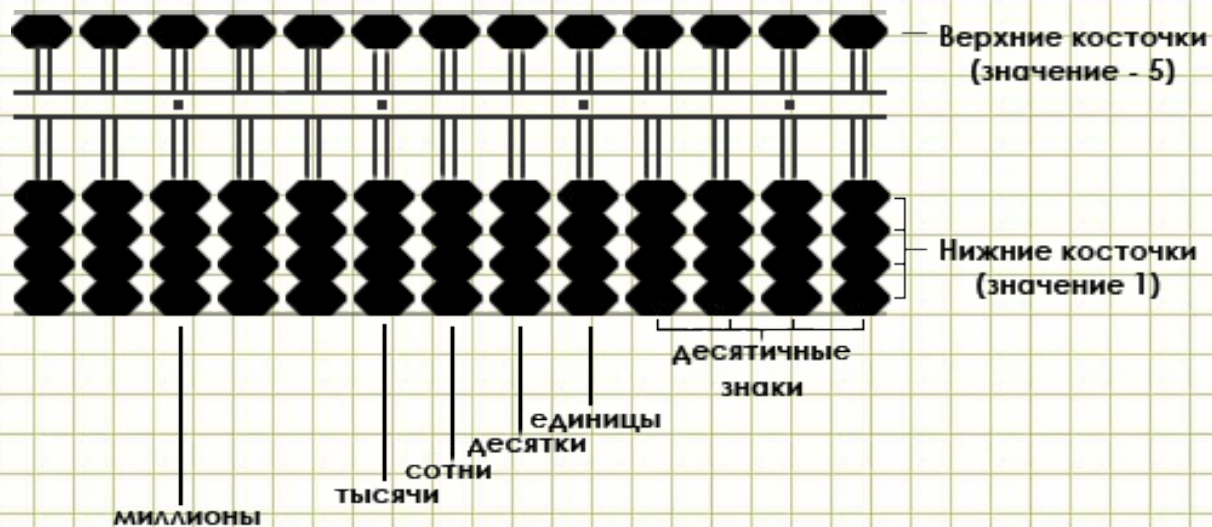 Верхние косточки
(значение - 5)
Нижние косточки
(значение 1)
десятичные
знаки
единицы
десятки
сотни
тысячи
миллионы